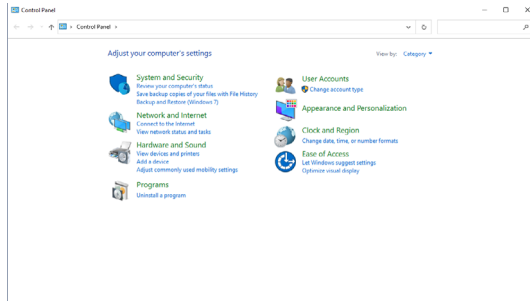 Control Panel
Control Panel
Adjust your computer's settings
View by: Category
System and Security
Review your computer's status
Save backup copies of your files with File History
Backup and Restore (Windows 7)
Network and Internet
Connect to the Internet
View network status and tasks
Hardware and Sound
View devices and printers
Add a device
Adjust commonly used mobility settings
Programs
Uninstall a program
User Accounts
Change account type
Appearance and Personalization
Clock and Region
Change date, time, or number formats
Ease of Access
Let Windows suggest settings
Optimize visual display